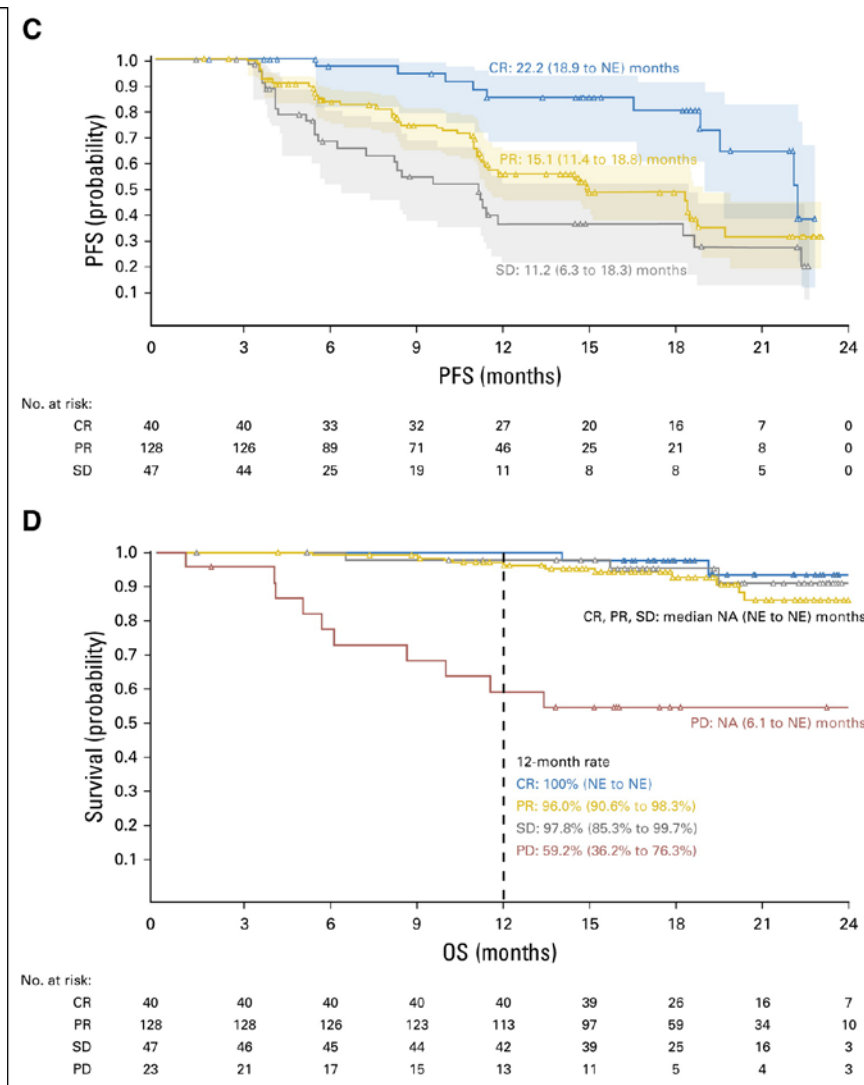 C
1.0
0.9
0.8
0.7
0.6
0.5
0.4
0.3
0.2
0.1
PFS (probability)
CR: 22.2 (18.9 to NE) months
PR: 15.1 (11.4 to 18.8) months
SD: 11.2 (6.3 to 18.3) months
0 3 6 9 12 15 18 21 24
PFS (months)
No. at risk:
CR 40 40 33 32 27 20 16 7 0
PR 128 126 89 71 46 25 21 8 0
SD 47 44 25 19 11 8 8 5 0
D
1.0
0.9
0.8
0.7
0.6
0.5
0.4
0.3
0.2
0.1
Survival (probability)
CR, PR, SD: median NA (NE to NE) months
PD: NA (6.1 to NE) months
12-month rate
CR: 100% (NE to NE)
PR: 96.0% (90.6% to 98.3%)
SD: 97.8% (85.3% to 99.7%)
PD: 59.2% (36.2% to 76.3%)
0 3 6 9 12 15 18 21 24
OS (months)
No. at risk:
CR 40 40 40 40 40 39 26 16 7
PR 128 128 126 123 113 97 59 34 10
SD 47 46 45 44 42 39 25 16 3
PD 23 21 17 15 13 11 5 4 3